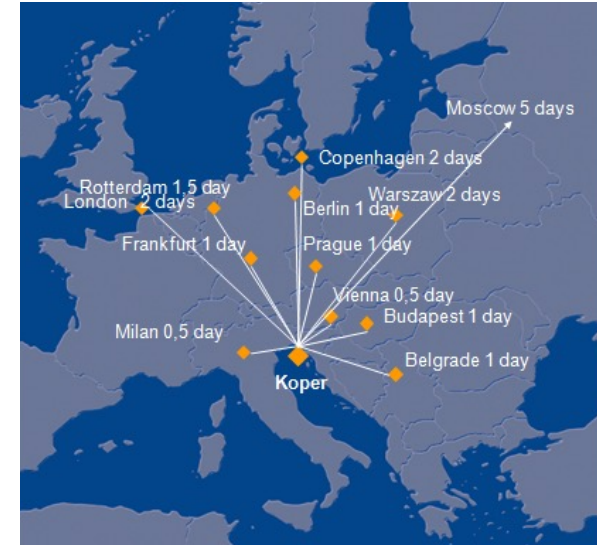 Moscow 5 days
Copenhagen 2 days
Rotterdam 1,5 day
Warszaw 2 days
London 2 days
Berlin 1 day
Frankfurt 1 day
Prague 1 day
Vienna 0,5 day
Budapest 1 day
Milan 0,5 day
Belgrade 1 day
Koper